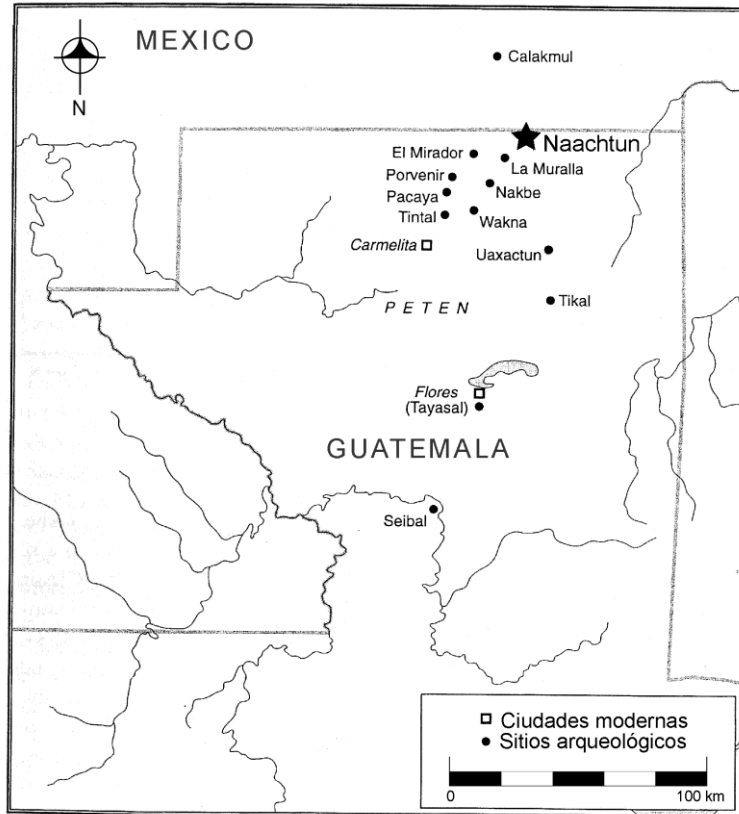 MEXICO
Calakmul
N
Naachtun
El Mirador
La Muralla
Porvenir
Nakbe
Pacaya
Tintal
Wakna
Carmelita
Uaxactun
PETEN
Tikal
Flores
(Tayasal)
GUATEMALA
Seibal
Ciudades modernas
Sitios arqueológicos
0
100 km